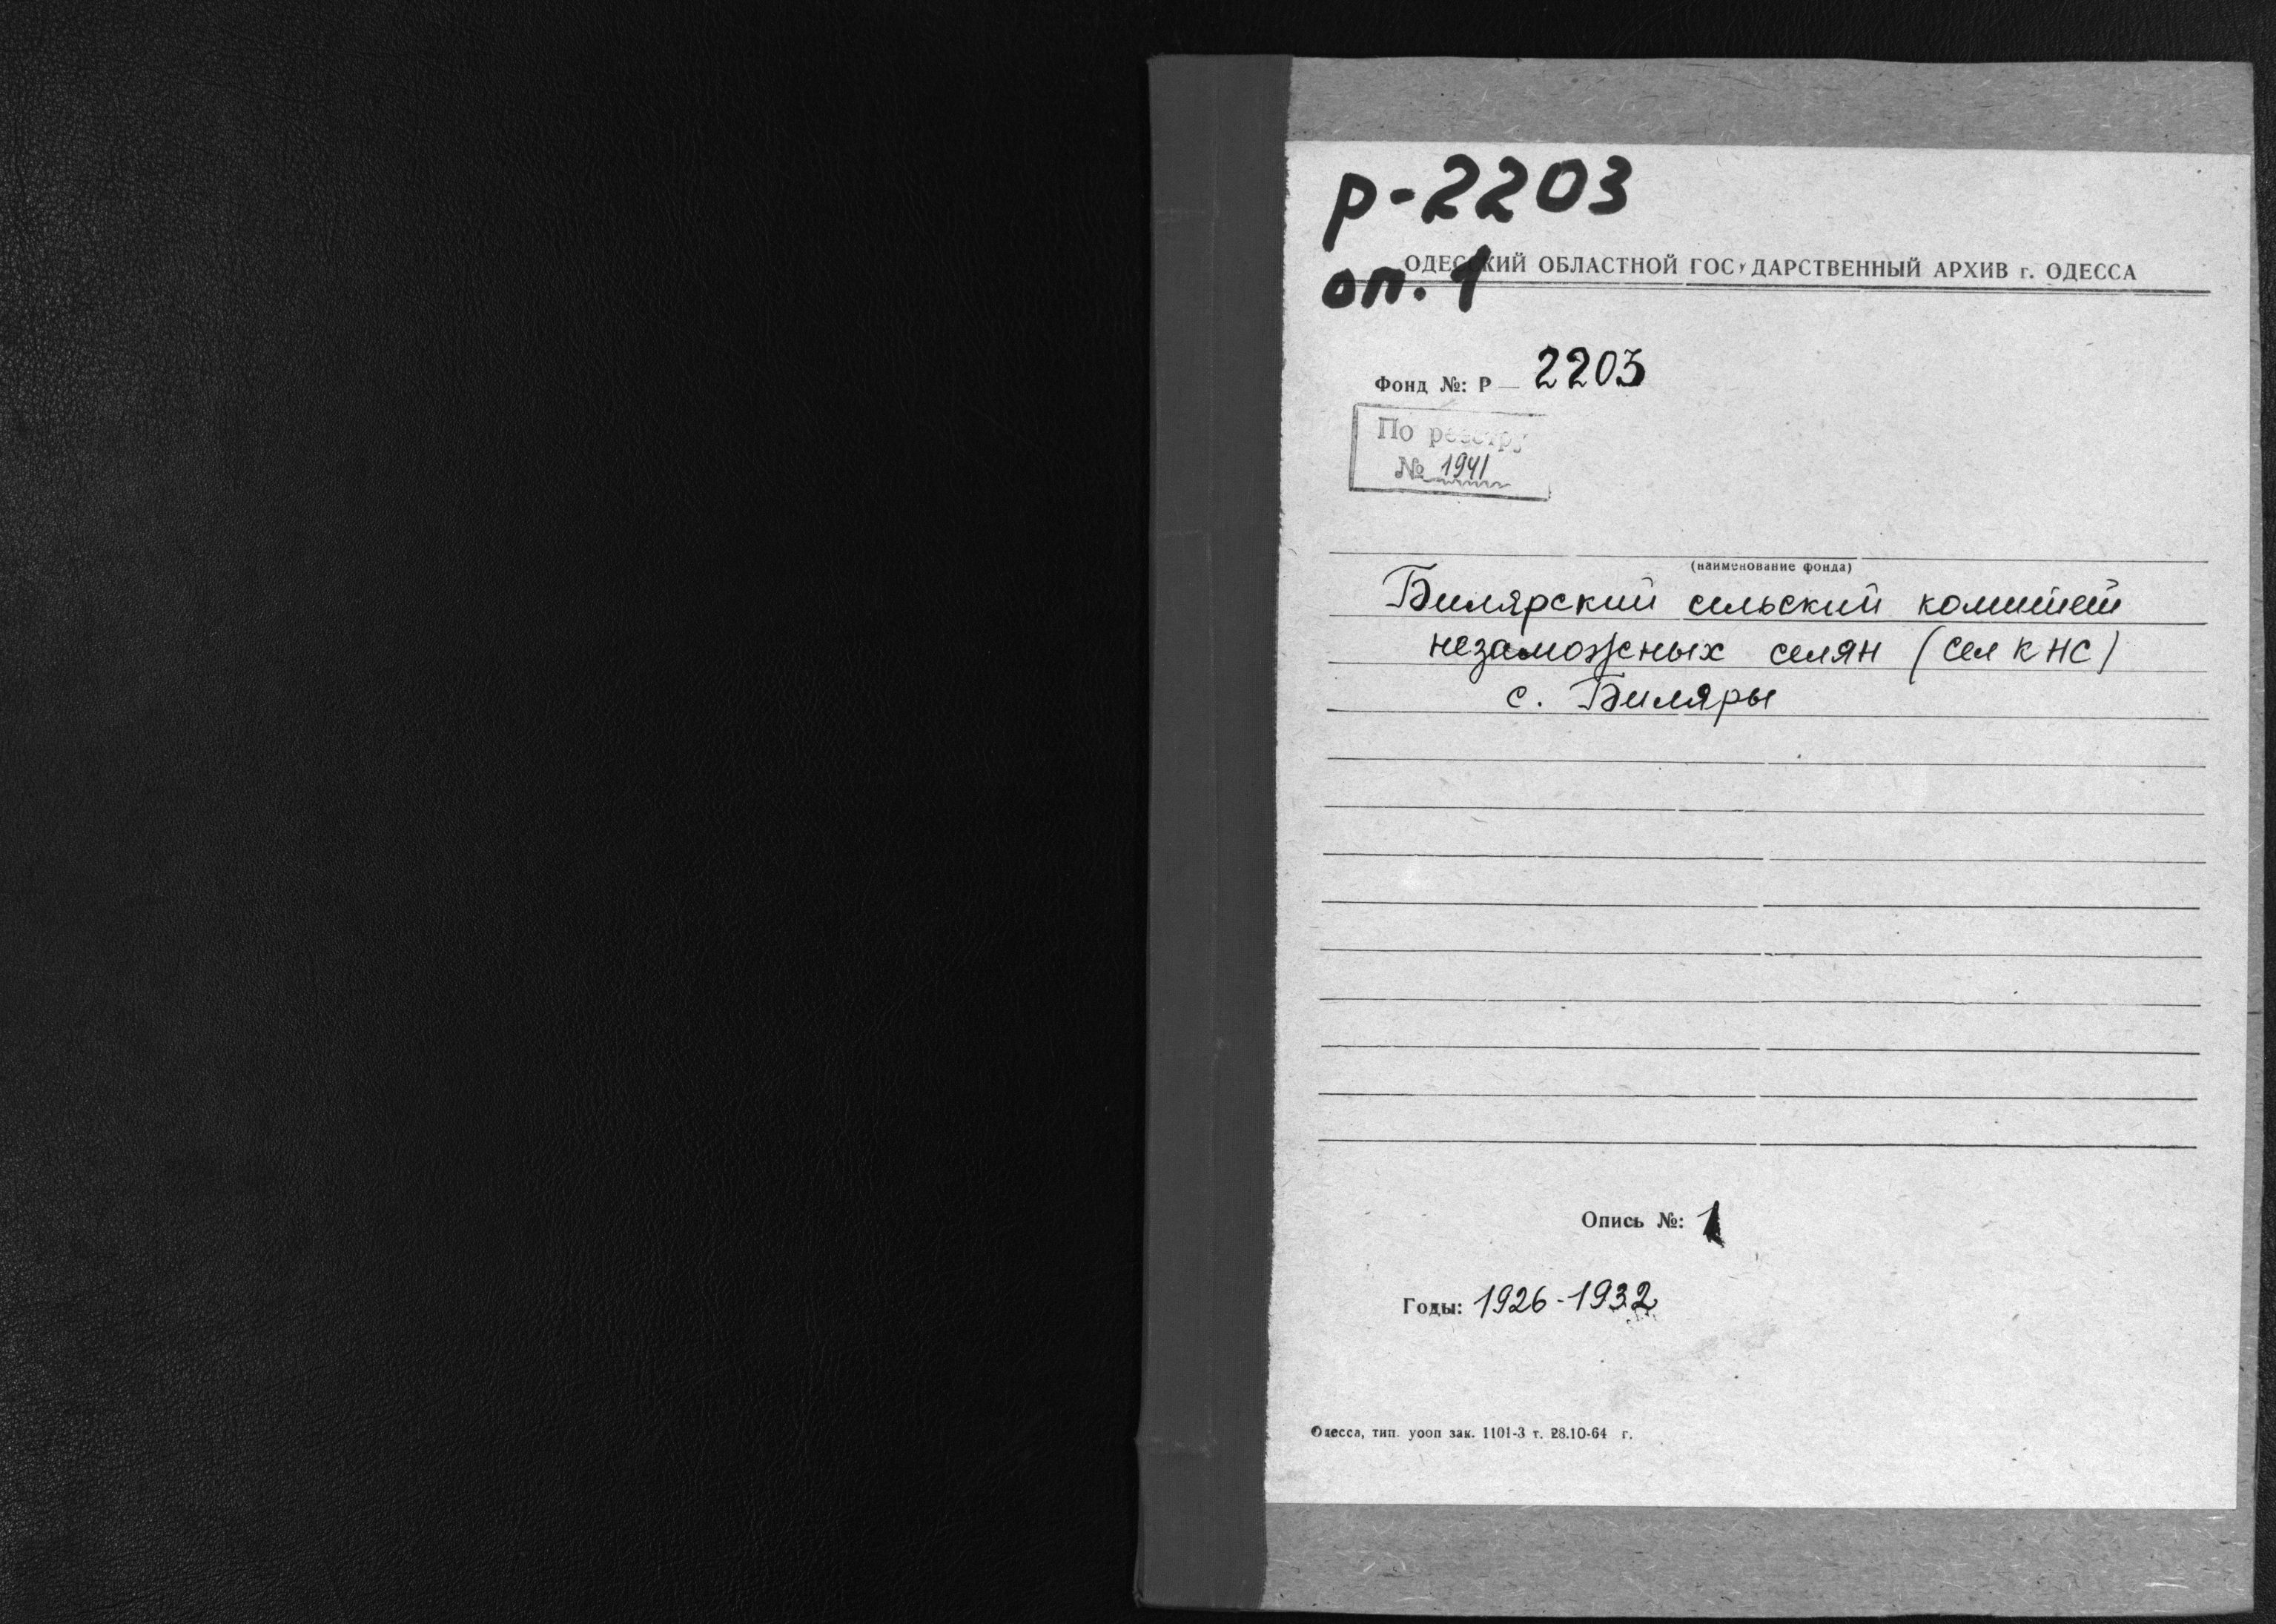 р-2203
оп. 1
ОДЕССКИЙ ОБЛАСТНОЙ ГОСУДАРСТВЕННЫЙ АРХИВ г. ОДЕССА
Фонд №: Р — 2203
По реестру
№ 1941
(наименование фонда)
Билярский сельский комитет
незаможных селян (сел КНС)
с. Биляры
Опись №: 1
Годы: 1926-1932
Одесса, тип. уооп зак. 1101-3 т. 28.10-64 г.